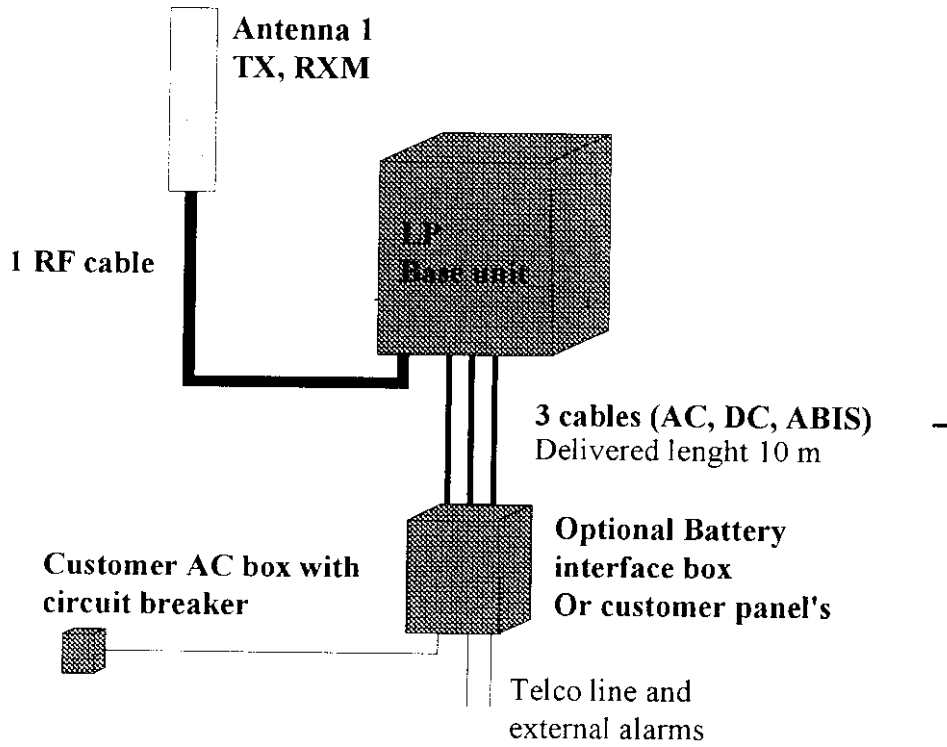 Antenna 1
TX, RXM
LP
Base unit
1 RF cable
3 cables (AC, DC, ABIS)
Delivered lenght 10 m
Optional Battery
interface box
Or customer panel's
Customer AC box with
circuit breaker
Telco line and
external alarms